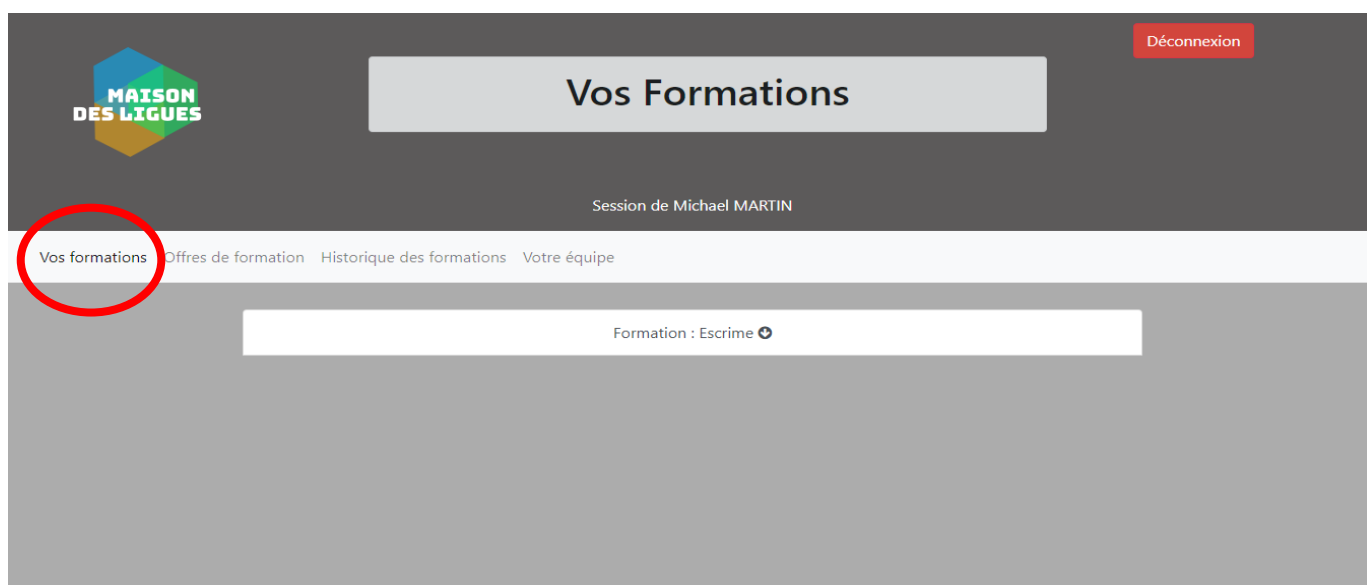 Déconnexion
MAISON
DES LIGUES
Vos Formations
Session de Michael MARTIN
Vos formations Offres de formation Historique des formations Votre équipe
Formation : Escrime